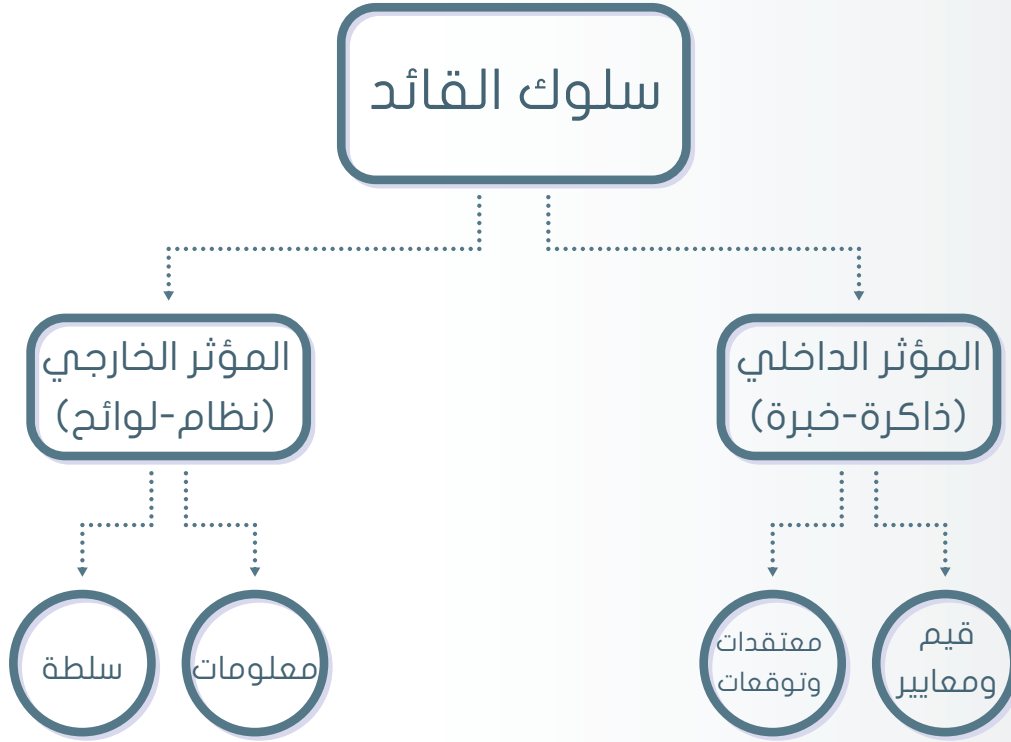 سلوك القائد
المؤثر الداخلي
(ذاكرة-خبرة)
المؤثر الخارجي
(نظام-لوائح)
قيم
ومعايير
معتقدات
وتوقعات
معلومات
سلطة